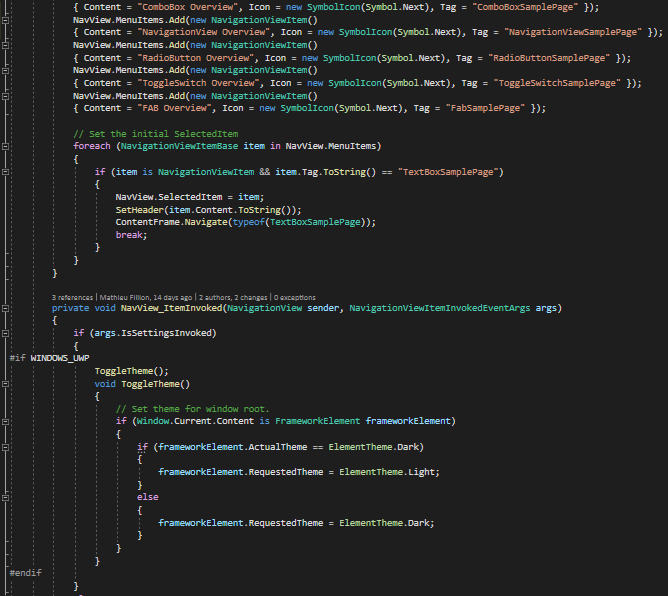 { Content = "ComboBox Overview", Icon = new SymbolIcon(Symbol.Next), Tag = "ComboBoxSamplePage" });
NavView.MenuItems.Add(new NavigationViewItem()
{ Content = "NavigationView Overview", Icon = new SymbolIcon(Symbol.Next), Tag = "NavigationViewSamplePage" });
NavView.MenuItems.Add(new NavigationViewItem()
{ Content = "RadioButton Overview", Icon = new SymbolIcon(Symbol.Next), Tag = "RadioButtonSamplePage" });
NavView.MenuItems.Add(new NavigationViewItem()
{ Content = "ToggleSwitch Overview", Icon = new SymbolIcon(Symbol.Next), Tag = "ToggleSwitchSamplePage" });
NavView.MenuItems.Add(new NavigationViewItem()
{ Content = "FAB Overview", Icon = new SymbolIcon(Symbol.Next), Tag = "FabSamplePage" });
// Set the initial SelectedItem
foreach (NavigationViewItemBase item in NavView.MenuItems)
{
if (item is NavigationViewItem && item.Tag.ToString() == "TextBoxSamplePage")
{
NavView.SelectedItem = item;
SetHeader(item.Content.ToString());
ContentFrame.Navigate(typeof(TextBoxSamplePage));
break;
}
}
}
3 references | Mathieu Fillion, 14 days ago | 2 authors, 2 changes | 0 exceptions
private void NavView_ItemInvoked(NavigationView sender, NavigationViewItemInvokedEventArgs args)
{
if (args.IsSettingsInvoked)
{
#if WINDOWS_UWP
ToggleTheme();
void ToggleTheme()
{
// Set theme for window root.
if (Window.Current.Content is FrameworkElement frameworkElement)
{
if (frameworkElement.ActualTheme == ElementTheme.Dark)
{
frameworkElement.RequestedTheme = ElementTheme.Light;
}
else
{
frameworkElement.RequestedTheme = ElementTheme.Dark;
}
}
}
#endif
}